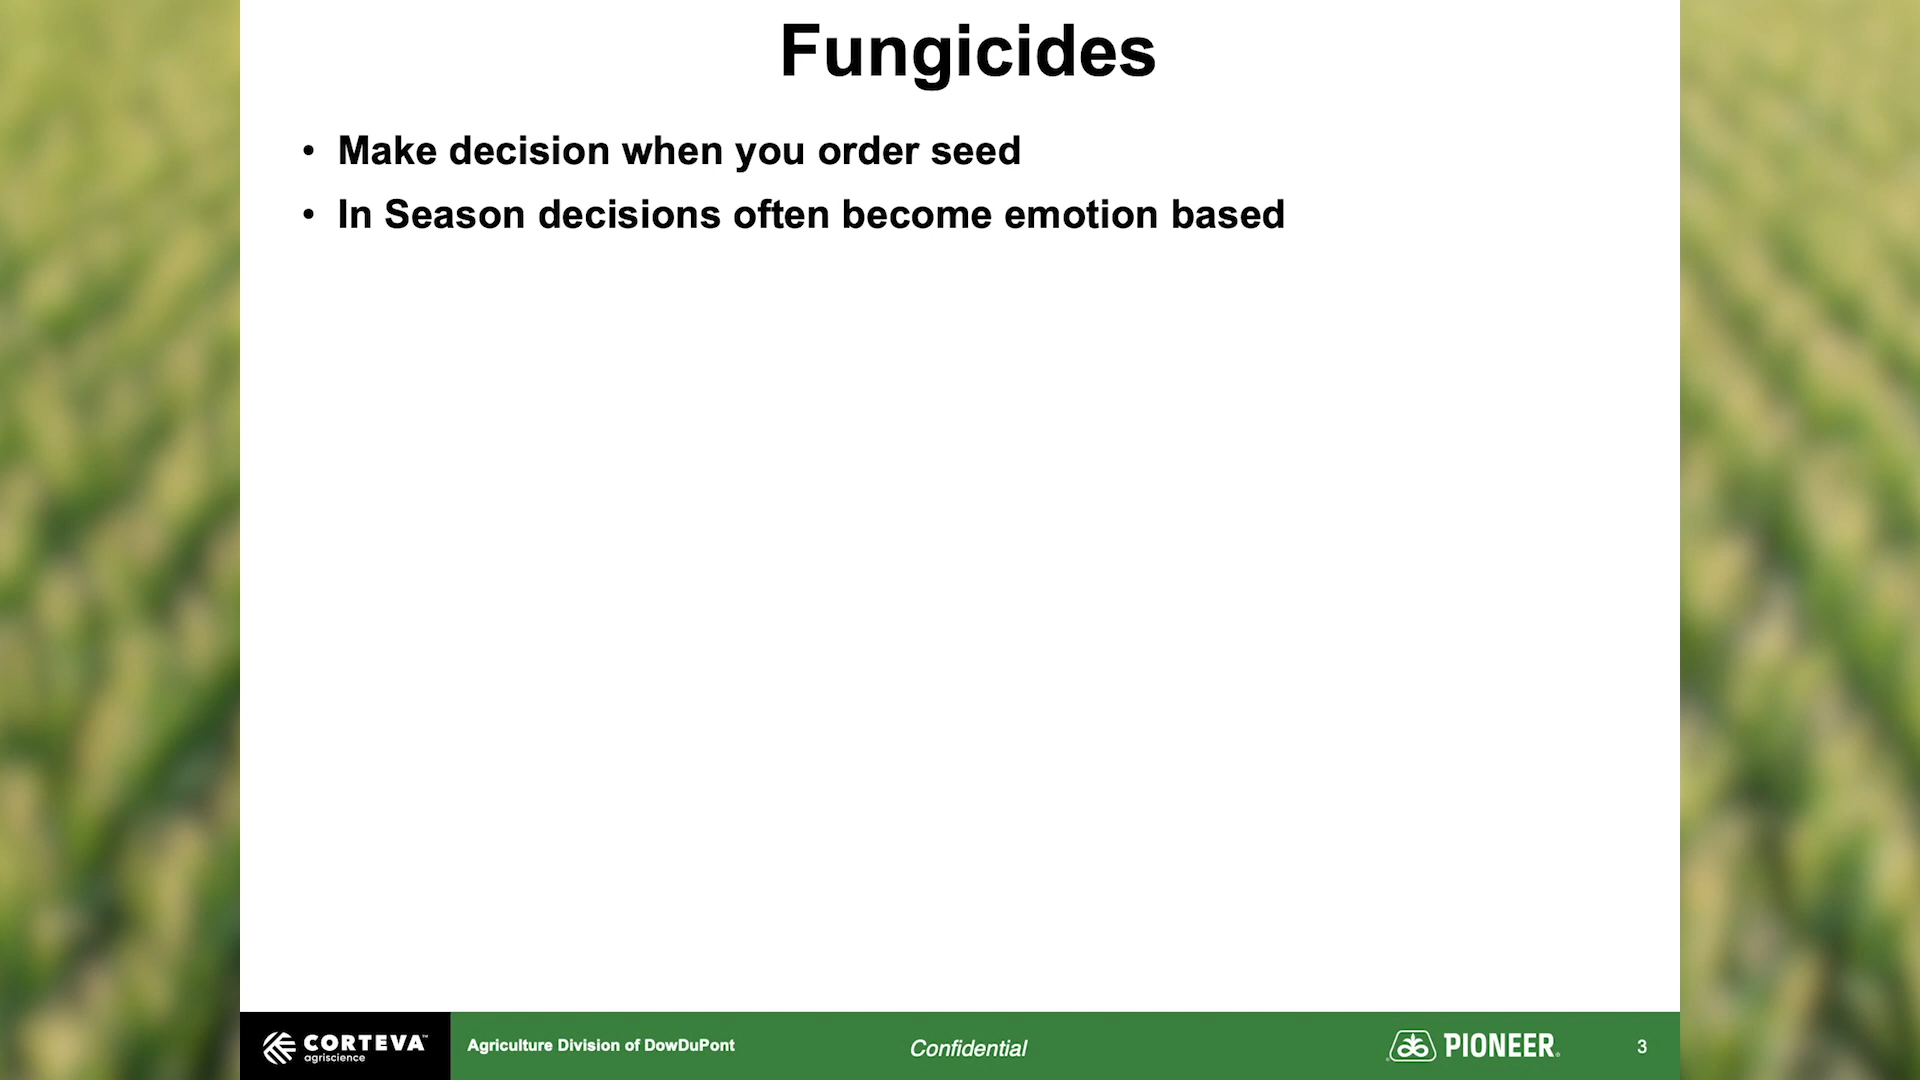 Fungicides
• Make decision when you order seed
• In Season decisions often become emotion based
CORTEVA™
agriscience
Agriculture Division of DowDuPont
Confidential
PIONEER®
3